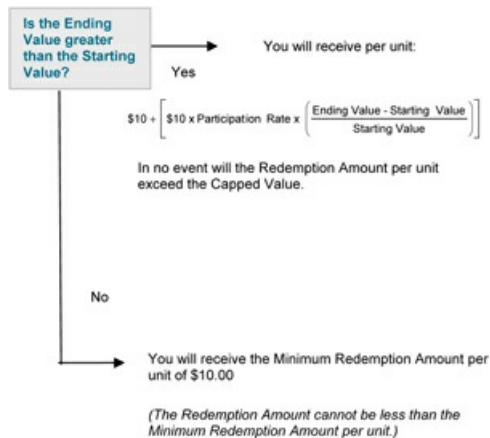 Is the Ending
Value greater
than the Starting
Value?
You will receive per unit:
Yes
$10 + [ $10 x Participation Rate x ( Ending Value - Starting Value / Starting Value ) ]
In no event will the Redemption Amount per unit
exceed the Capped Value.
No
You will receive the Minimum Redemption Amount per
unit of $10.00
(The Redemption Amount cannot be less than the
Minimum Redemption Amount per unit.)